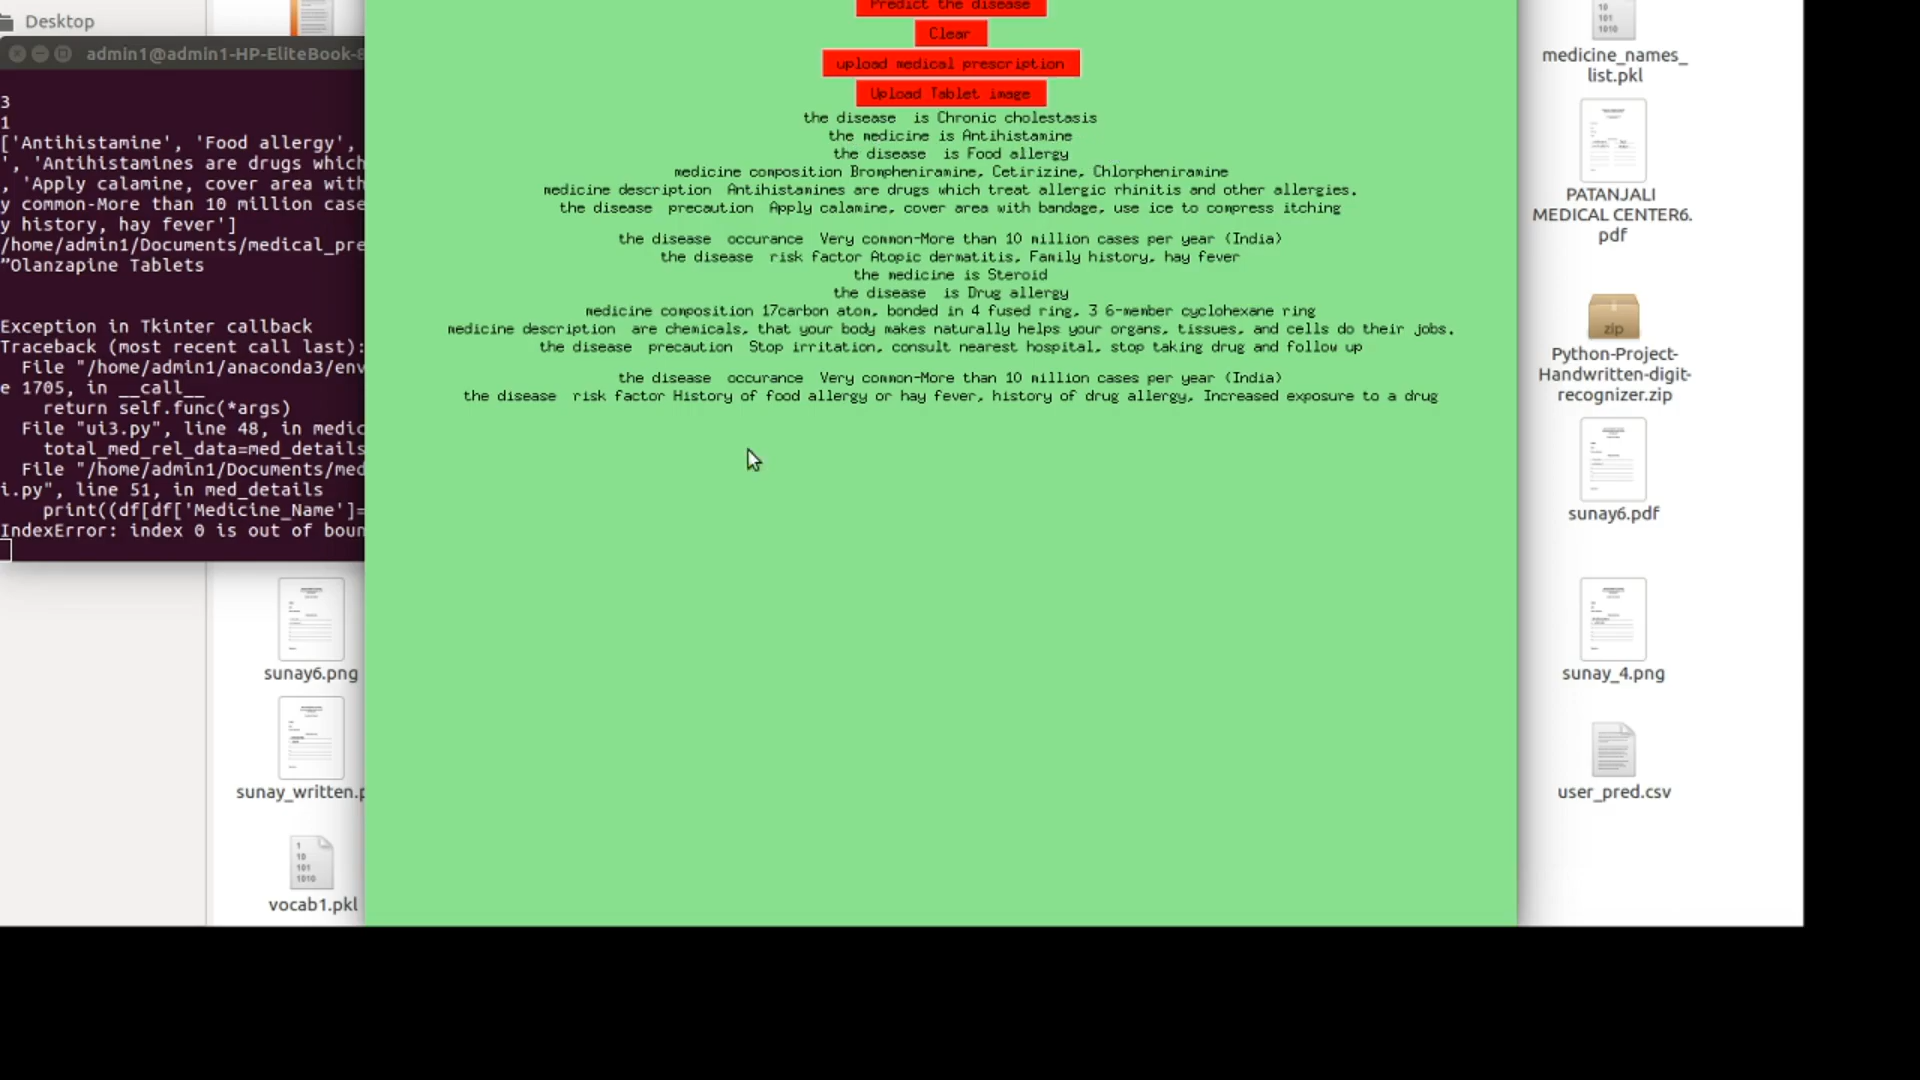 Desktop
admin1@admin1-HP-EliteBook-8
3
1
['Antihistamine', 'Food allergy',
', 'Antihistamines are drugs which
, 'Apply calamine, cover area with
y common-More than 10 million case
y history, hay fever']
/home/admin1/Documents/medical_pre
”Olanzapine Tablets
Exception in Tkinter callback
Traceback (most recent call last):
File "/home/admin1/anaconda3/env
e 1705, in __call__
return self.func(*args)
File "ui3.py", line 48, in medic
total_med_rel_data=med_details
File "/home/admin1/Documents/med
i.py", line 51, in med_details
print((df[df['Medicine_Name']=
IndexError: index 0 is out of boun
sunay6.png
sunay_written.p
1
10
101
1010
vocab1.pkl
Predict the disease
Clear
upload medical prescription
Upload Tablet image
the disease  is Chronic cholestasis
the medicine is Antihistamine
the disease  is Food allergy
medicine composition Brompheniramine, Cetirizine, Chlorpheniramine
medicine description  Antihistamines are drugs which treat allergic rhinitis and other allergies.
the disease  precaution  Apply calamine, cover area with bandage, use ice to compress itching
the disease  occurance  Very common-More than 10 million cases per year (India)
the disease  risk factor Atopic dermatitis, Family history, hay fever
the medicine is Steroid
the disease  is Drug allergy
medicine composition 17carbon atom, bonded in 4 fused ring, 3 6-member cyclohexane ring
medicine description  are chemicals, that your body makes naturally helps your organs, tissues, and cells do their jobs.
the disease  precaution  Stop irritation, consult nearest hospital, stop taking drug and follow up
the disease  occurance  Very common-More than 10 million cases per year (India)
the disease  risk factor History of food allergy or hay fever, history of drug allergy, Increased exposure to a drug
10
101
1010
medicine_names_
list.pkl
PATANJALI
MEDICAL CENTER6.
pdf
zip
Python-Project-
Handwritten-digit-
recognizer.zip
sunay6.pdf
sunay_4.png
user_pred.csv